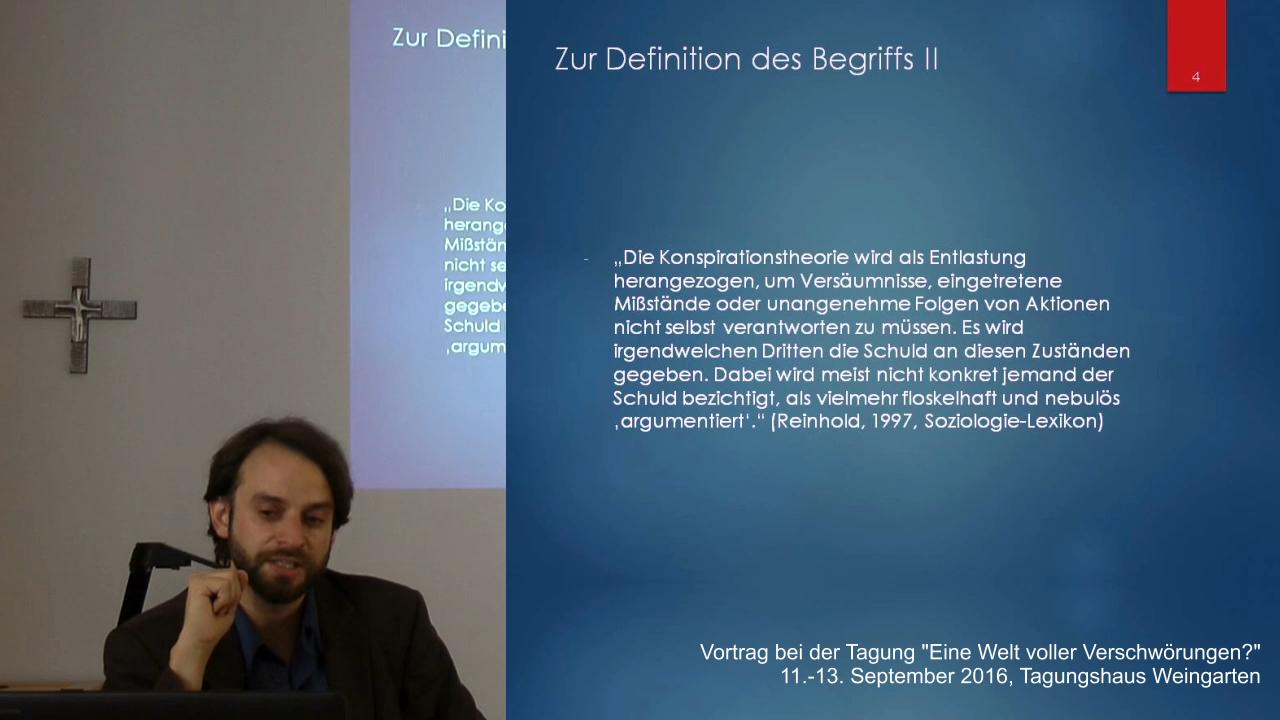 Zur Defini
„Die Ko
herang
Mißstän
nicht se
irgendw
gegebe
Schuld
‚argum
Zur Definition des Begriffs II
4
- „Die Konspirationstheorie wird als Entlastung
herangezogen, um Versäumnisse, eingetretene
Mißstände oder unangenehme Folgen von Aktionen
nicht selbst verantworten zu müssen. Es wird
irgendwelchen Dritten die Schuld an diesen Zuständen
gegeben. Dabei wird meist nicht konkret jemand der
Schuld bezichtigt, als vielmehr floskelhaft und nebulös
‚argumentiert‘.“ (Reinhold, 1997, Soziologie-Lexikon)
Vortrag bei der Tagung "Eine Welt voller Verschwörungen?"
11.-13. September 2016, Tagungshaus Weingarten